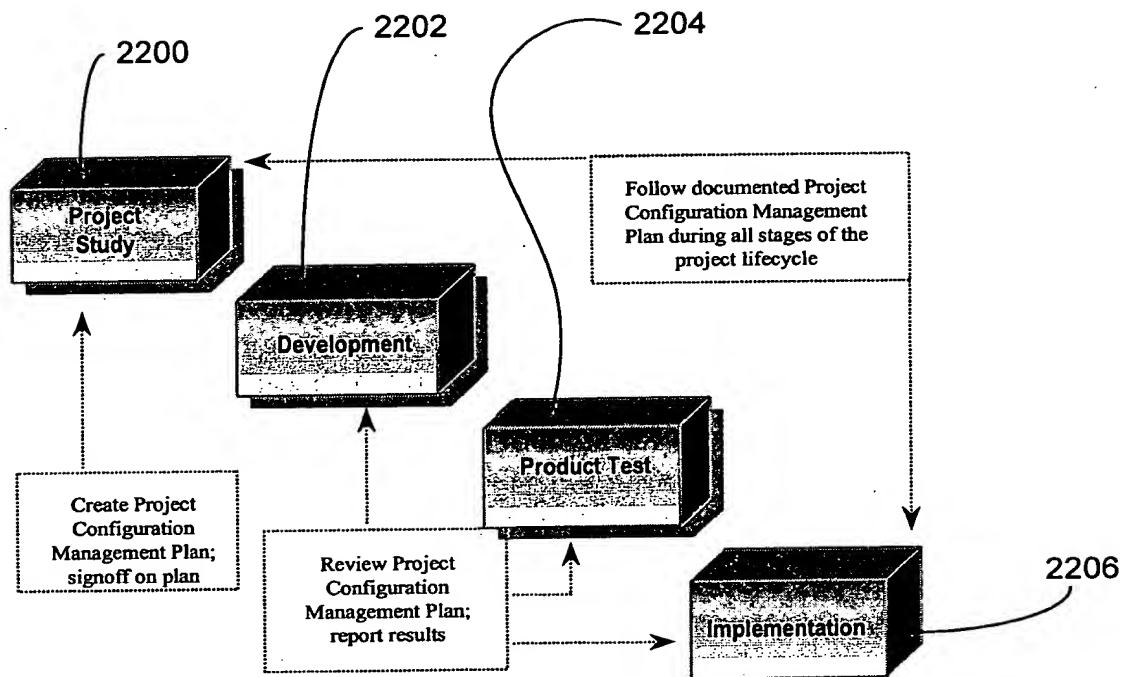 2200
2202
2204
Project
Study
Follow documented Project
Configuration Management
Plan during all stages of the
project lifecycle
Development
Product Test
Create Project
Configuration
Management Plan;
signoff on plan
Review Project
Configuration
Management Plan;
report results
Implementation
2206